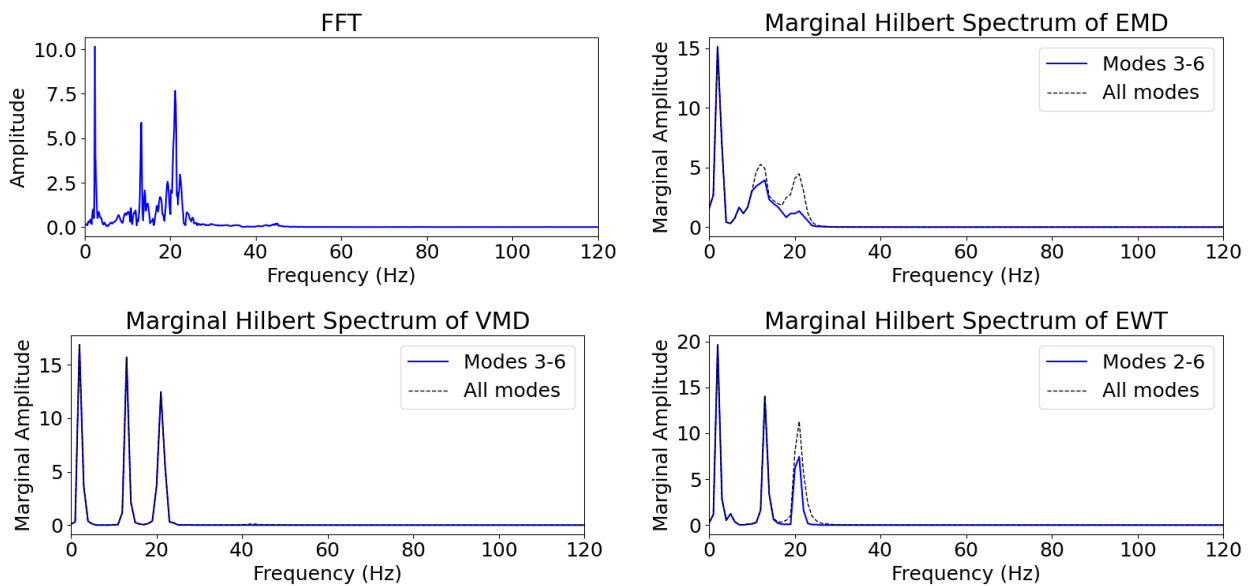 FFT
10.0
7.5
5.0
2.5
0.0
Amplitude
0 20 40 60 80 100 120
Frequency (Hz)
Marginal Hilbert Spectrum of EMD
15
10
5
0
Marginal Amplitude
Modes 3-6
All modes
0 20 40 60 80 100 120
Frequency (Hz)
Marginal Hilbert Spectrum of VMD
15
10
5
0
Marginal Amplitude
Modes 3-6
All modes
0 20 40 60 80 100 120
Frequency (Hz)
Marginal Hilbert Spectrum of EWT
20
15
10
5
0
Marginal Amplitude
Modes 2-6
All modes
0 20 40 60 80 100 120
Frequency (Hz)